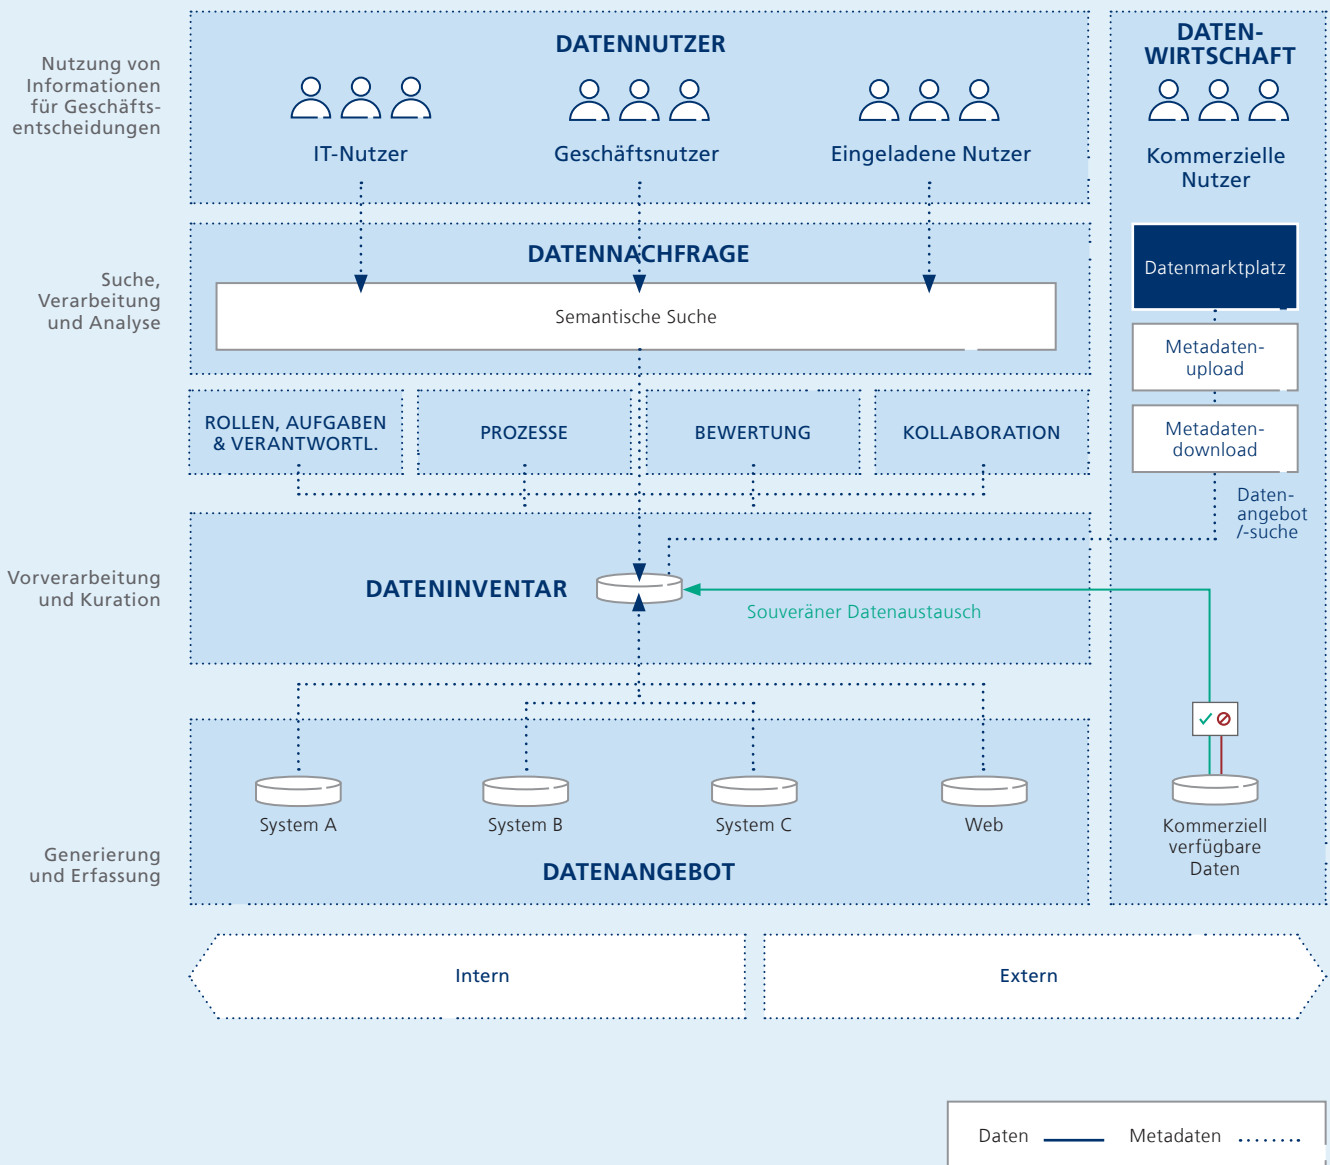 Nutzung von
Informationen
für Geschäfts-
entscheidungen
DATENNUTZER
IT-Nutzer
Geschäftsnutzer
Eingeladene Nutzer
DATEN-
WIRTSCHAFT
Kommerzielle
Nutzer
Suche,
Verarbeitung
und Analyse
DATENNACHFRAGE
Semantische Suche
Datenmarktplatz
Metadaten-
upload
Metadaten-
download
Daten-
angebot
/-suche
ROLLEN, AUFGABEN
& VERANTWORTL.
PROZESSE
BEWERTUNG
KOLLABORATION
Vorverarbeitung
und Kuration
DATENINVENTAR
Souveräner Datenaustausch
Generierung
und Erfassung
System A
System B
System C
Web
DATENANGEBOT
Kommerziell
verfügbare
Daten
Intern
Extern
Daten
Metadaten